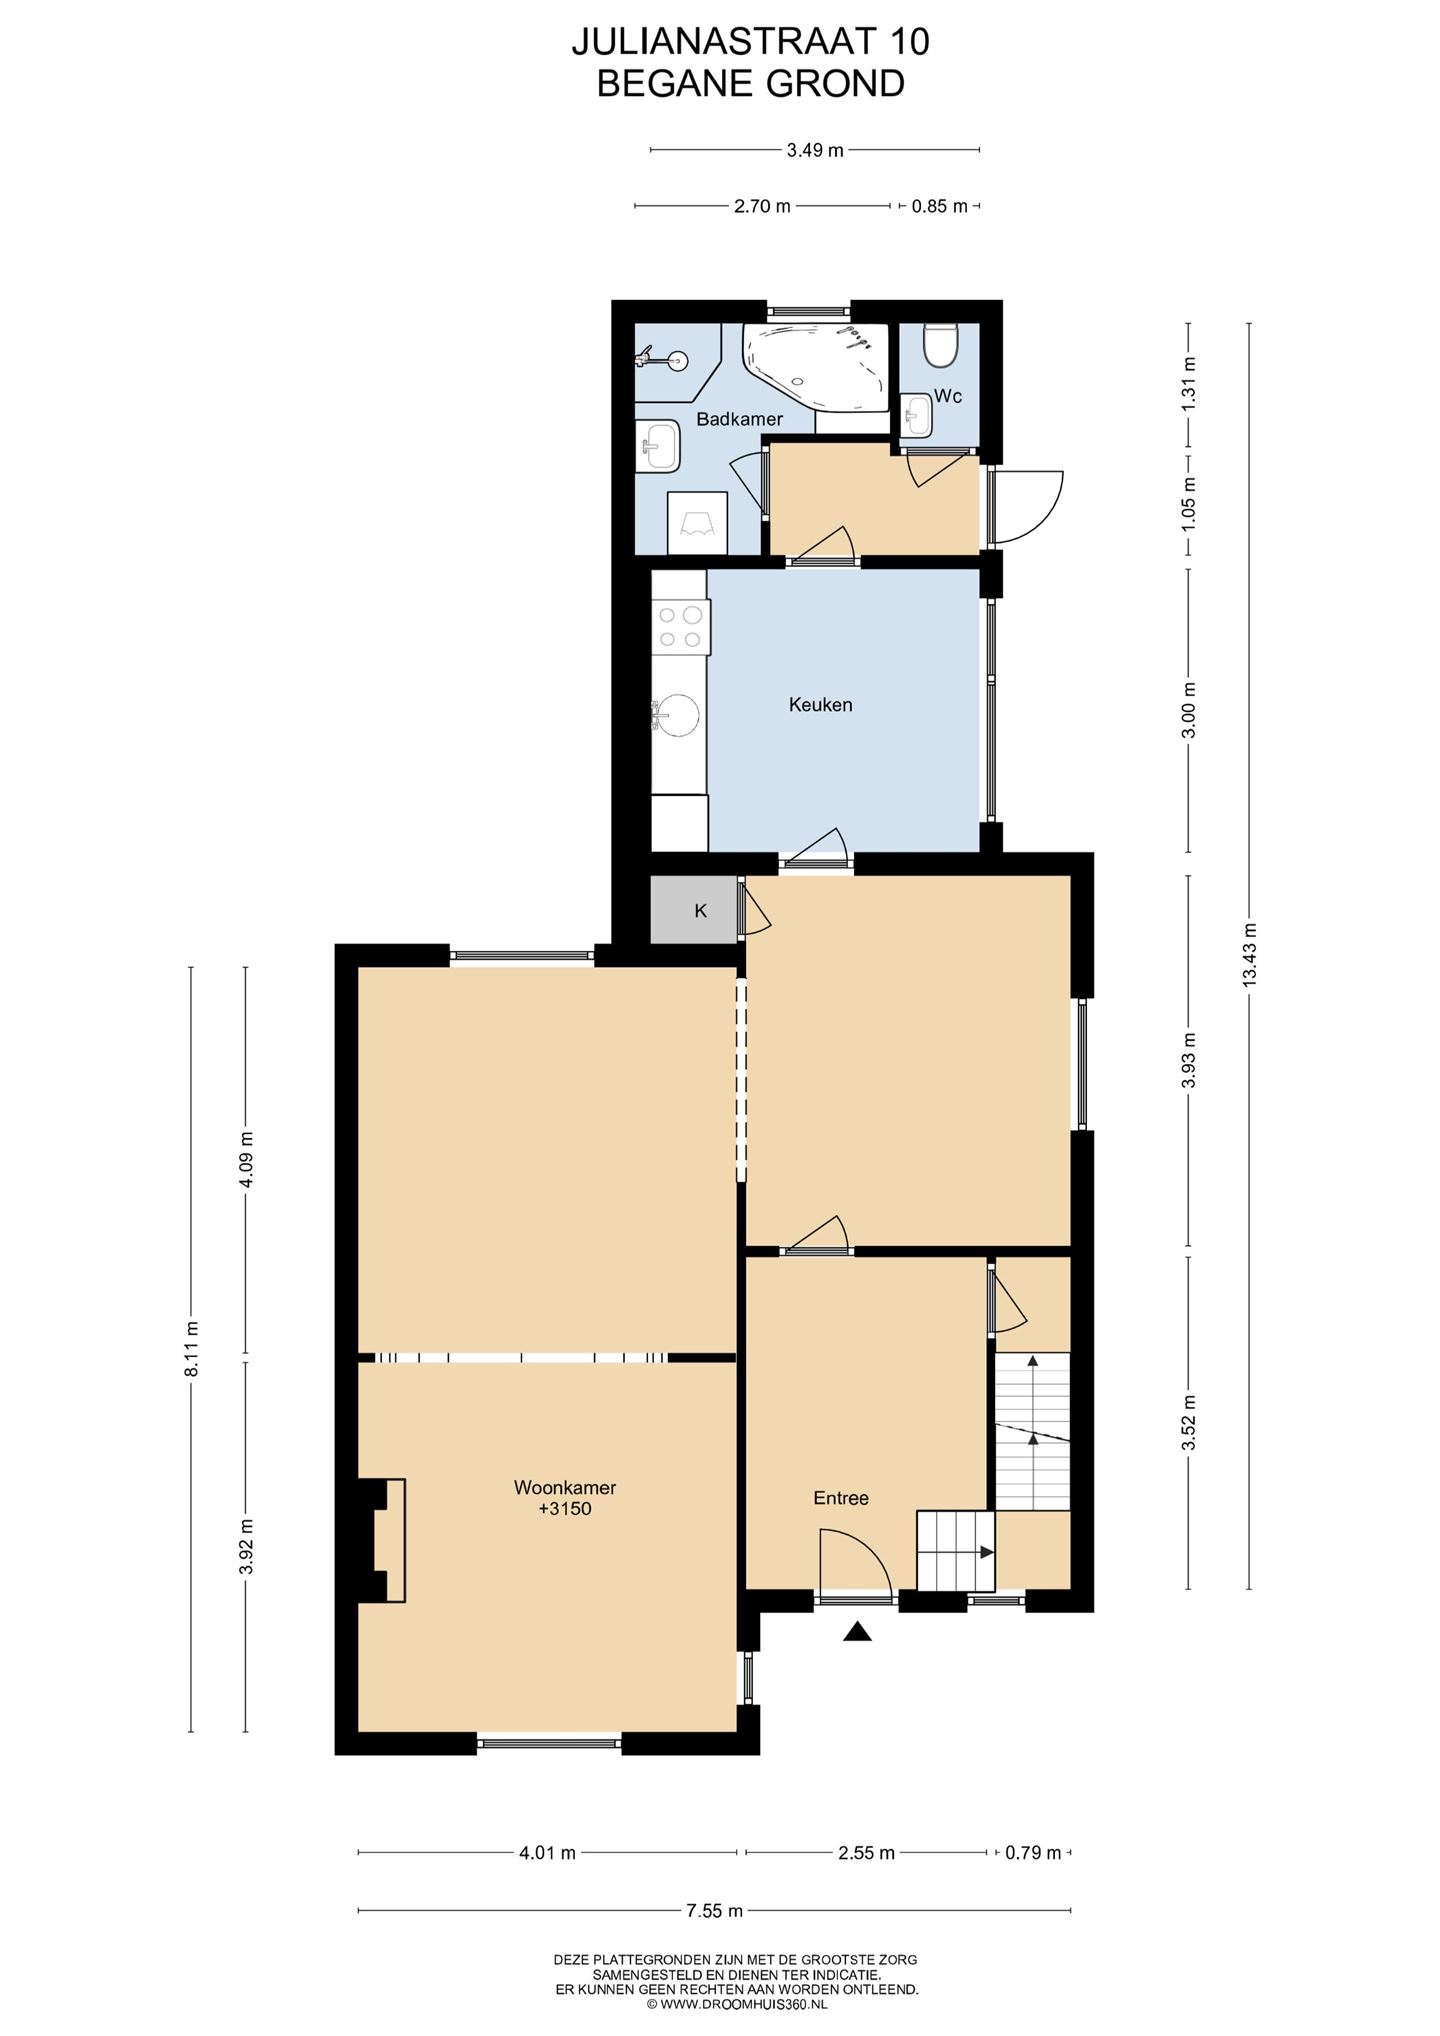 JULIANASTRAAT 10
BEGANE GROND
3.49 m
2.70 m
0.85 m
Wc
Badkamer
1.31 m
1.05 m
Keuken
3.00 m
K
13.43 m
3.93 m
4.09 m
8.11 m
3.52 m
Woonkamer
+3150
Entree
3.92 m
4.01 m
2.55 m
0.79 m
7.55 m
DEZE PLATTEGRONDEN ZIJN MET DE GROOTSTE ZORG
SAMENGESTELD EN DIENEN TER INDICATIE.
ER KUNNEN GEEN RECHTEN AAN WORDEN ONTLEEND.
© WWW.DROOMHUIS360.NL